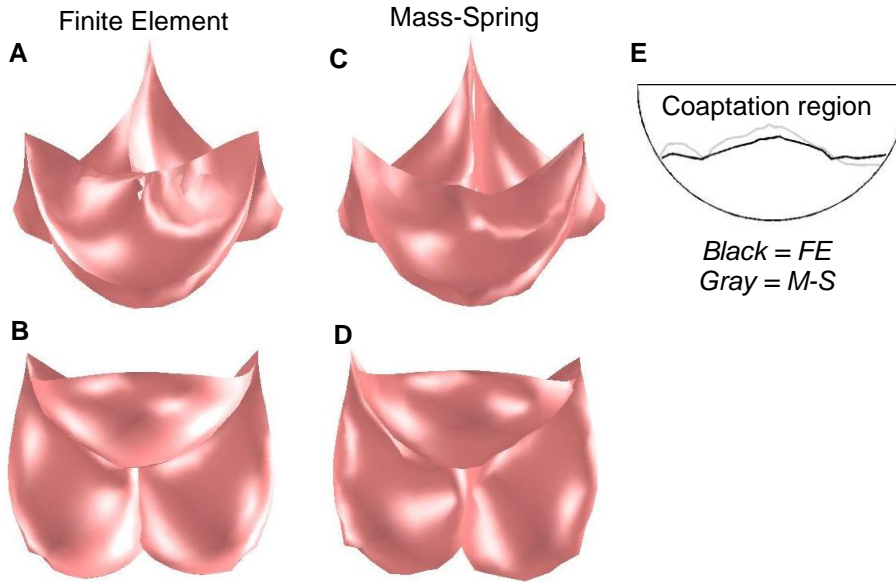 Finite Element
Mass-Spring
A
C
E
Coaptation region
Black = FE
Gray = M-S
B
D